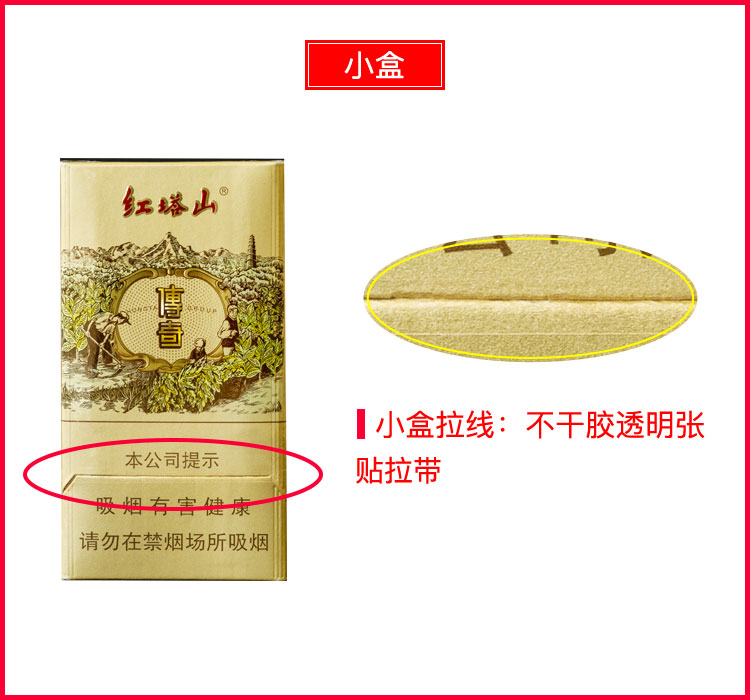 小盒
红塔山®
傳奇
HONGTA GROUP
本公司提示
吸烟有害健康
请勿在禁烟场所吸烟
小盒拉线：不干胶透明张
贴拉带